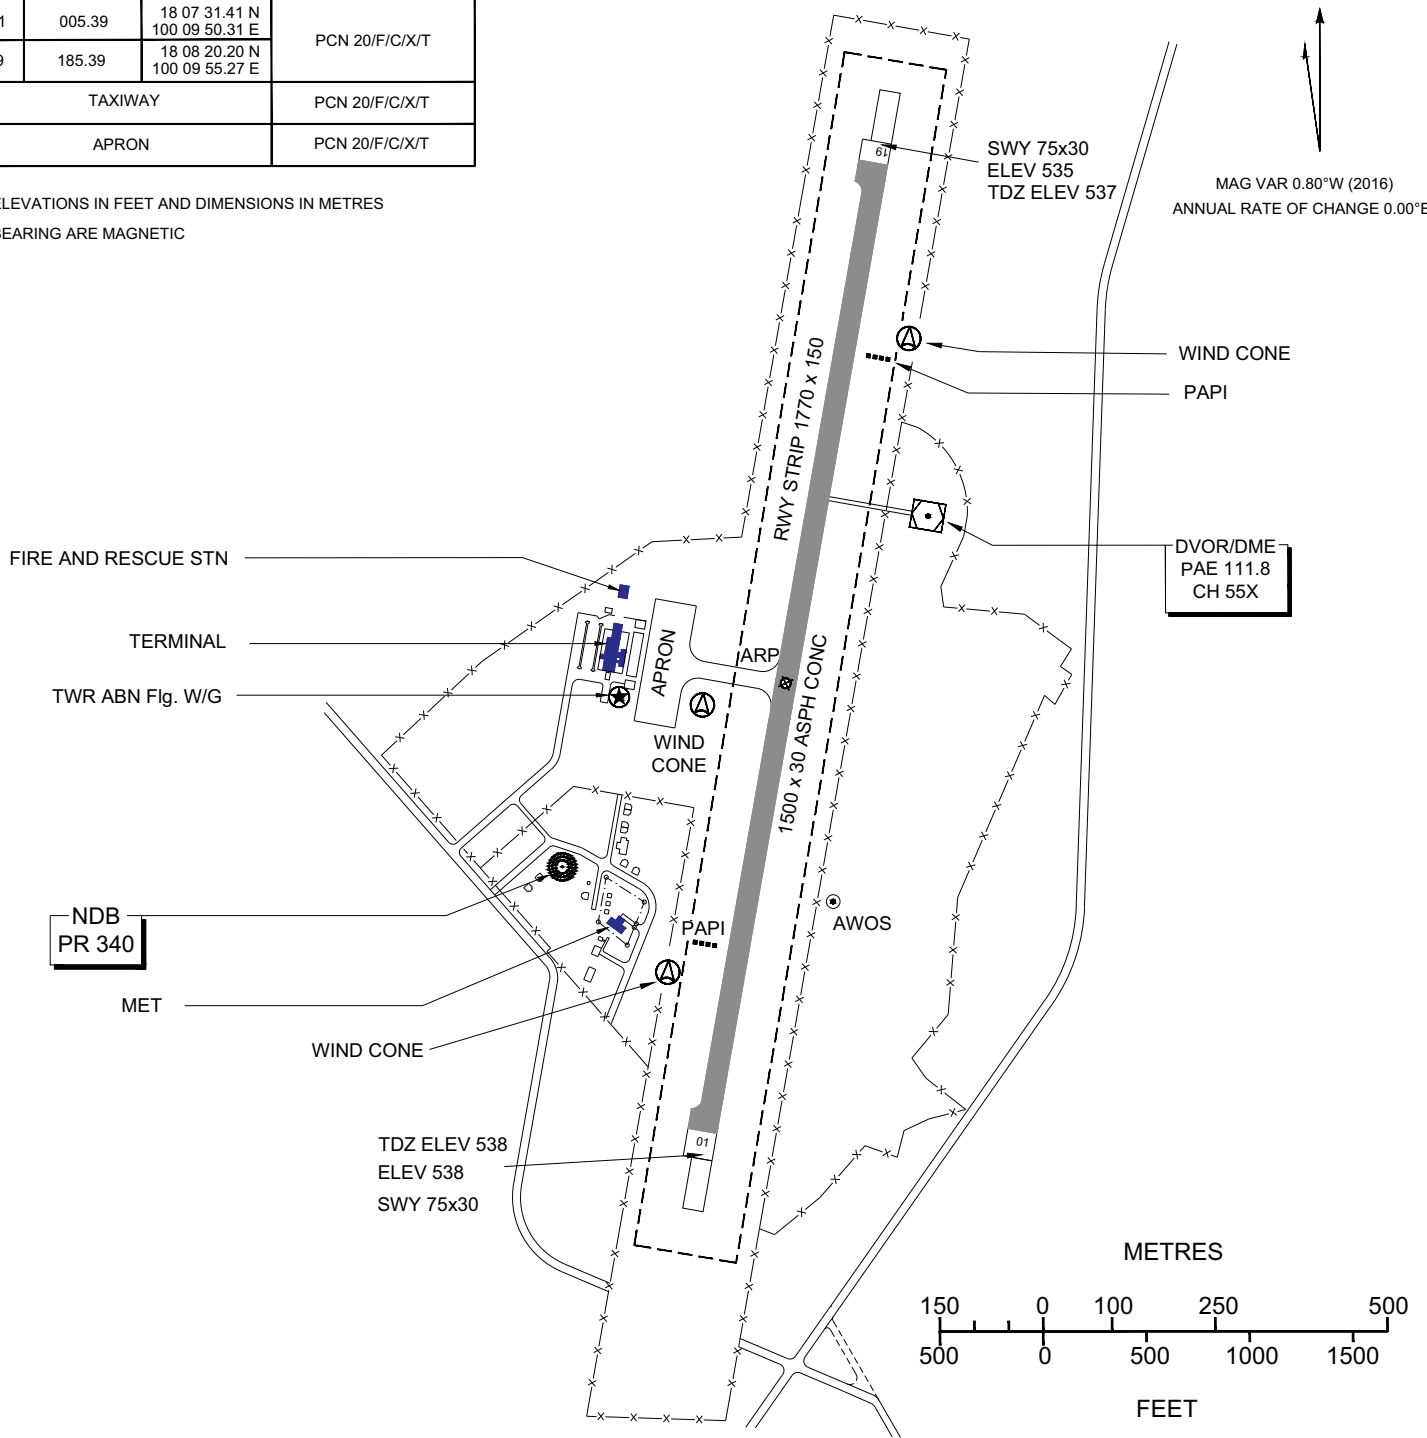 005.39
18 07 31.41 N
100 09 50.31 E
PCN 20/F/C/X/T
185.39
18 08 20.20 N
100 09 55.27 E
TAXIWAY
PCN 20/F/C/X/T
APRON
PCN 20/F/C/X/T
ELEVATIONS IN FEET AND DIMENSIONS IN METRES
BEARING ARE MAGNETIC
MAG VAR 0.80°W (2016)
ANNUAL RATE OF CHANGE 0.00°E
19
SWY 75x30
ELEV 535
TDZ ELEV 537
WIND CONE
PAPI
RWY STRIP 1770 x 150
DVOR/DME
PAE 111.8
CH 55X
FIRE AND RESCUE STN
TERMINAL
TWR ABN Flg. W/G
APRON
ARP
WIND
CONE
1500 x 30 ASPH CONC
NDB
PR 340
PAPI
AWOS
MET
WIND CONE
01
TDZ ELEV 538
ELEV 538
SWY 75x30
METRES
150 0 100 250 500
500 0 500 1000 1500
FEET